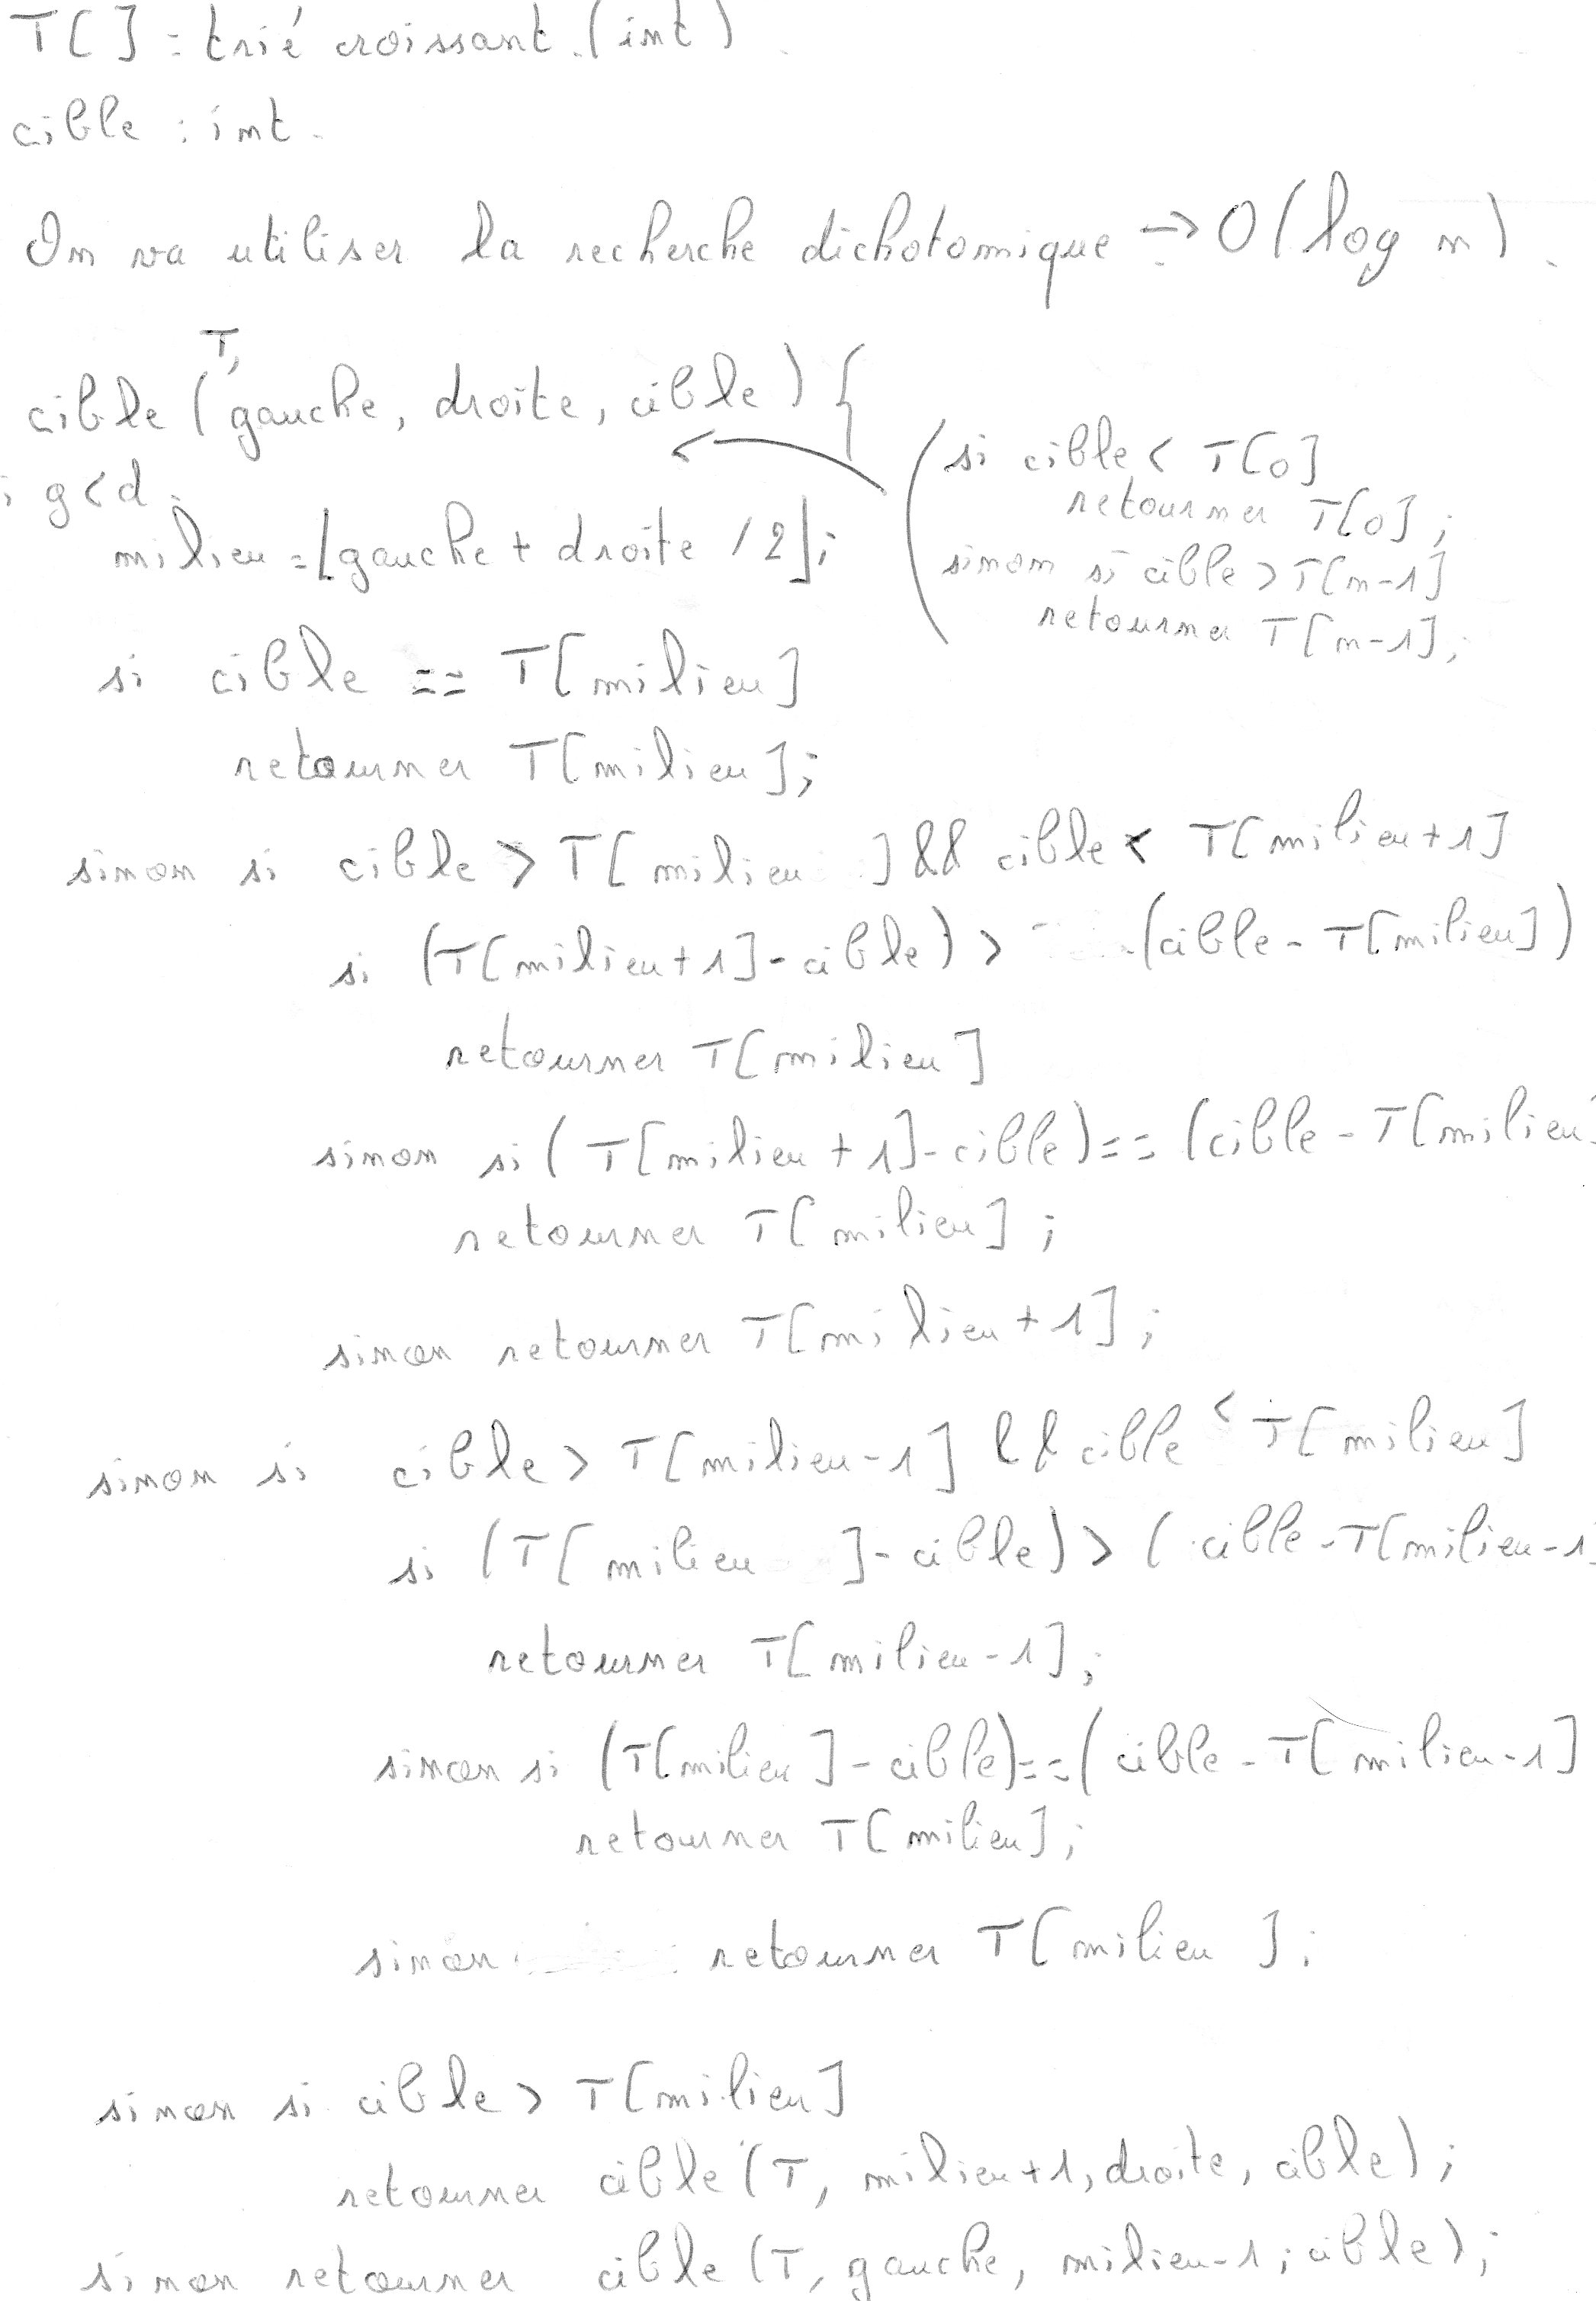 T[] : trié croissant. (int)
cible : int.
On va utiliser la recherche dichotomique → O(log n).
T,
cible (gauche, droite, cible) {
si cible < T[0]
retourner T[0];
sinon si cible > T[n-1]
retourner T[n-1];
i g<d :
milieu = ⌊gauche + droite / 2⌋;
si cible == T[milieu]
retourner T[milieu];
sinon si cible > T[milieu] && cible < T[milieu+1]
si (T[milieu+1]-cible) > (cible - T[milieu])
retourner T[milieu]
sinon si (T[milieu+1]-cible) == (cible - T[milieu]
retourner T[milieu];
sinon retourner T[milieu+1];
sinon si cible > T[milieu-1] && cible < T[milieu]
si (T[milieu]-cible) > (cible - T[milieu-1]
retourner T[milieu-1];
sinon si (T[milieu]-cible) == (cible - T[milieu-1]
retourner T[milieu];
sinon retourner T[milieu];
sinon si cible > T[milieu]
retourner cible (T, milieu+1, droite, cible);
sinon retourner cible (T, gauche, milieu-1; cible);